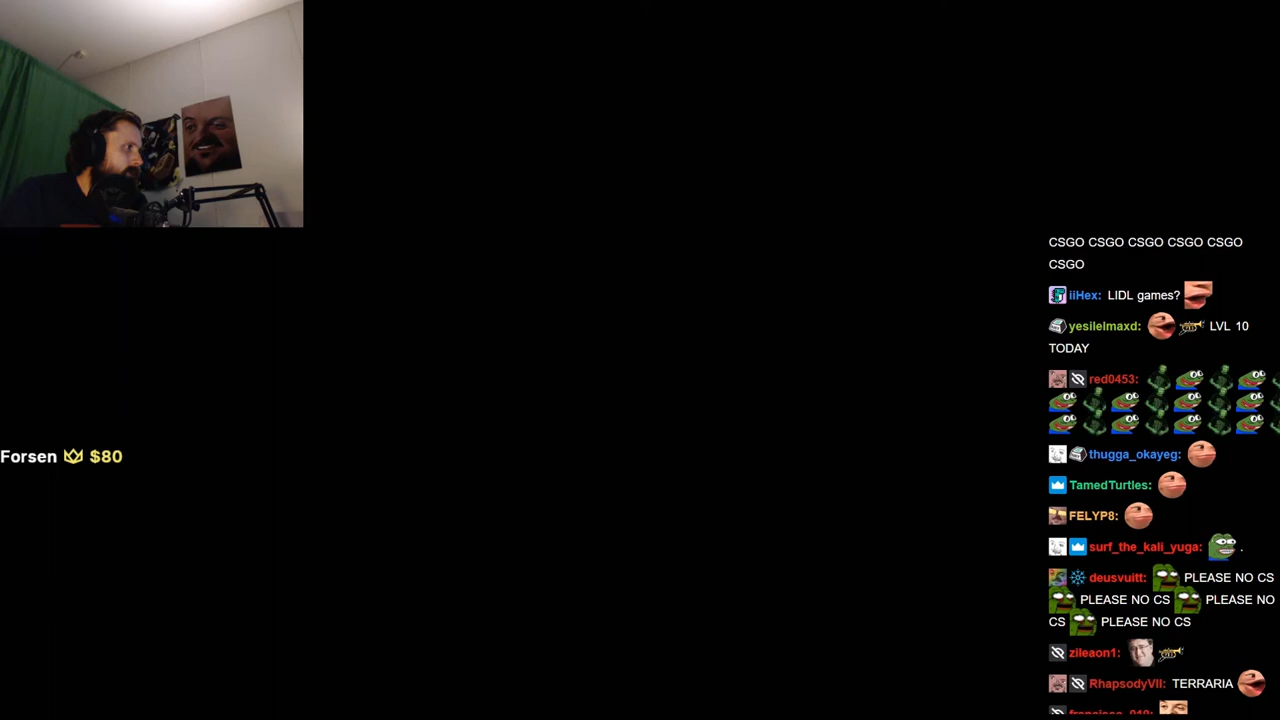 CSGO CSGO CSGO CSGO CSGO
CSGO
iiHex: LIDL games?
yesilelmaxd: LVL 10
TODAY
red0453:
Forsen $80
thugga_okayeg:
TamedTurtles:
FELYP8:
surf_the_kali_yuga: .
deusvuitt: PLEASE NO CS
PLEASE NO CS PLEASE NO
CS PLEASE NO CS
zileaon1:
RhapsodyVII: TERRARIA